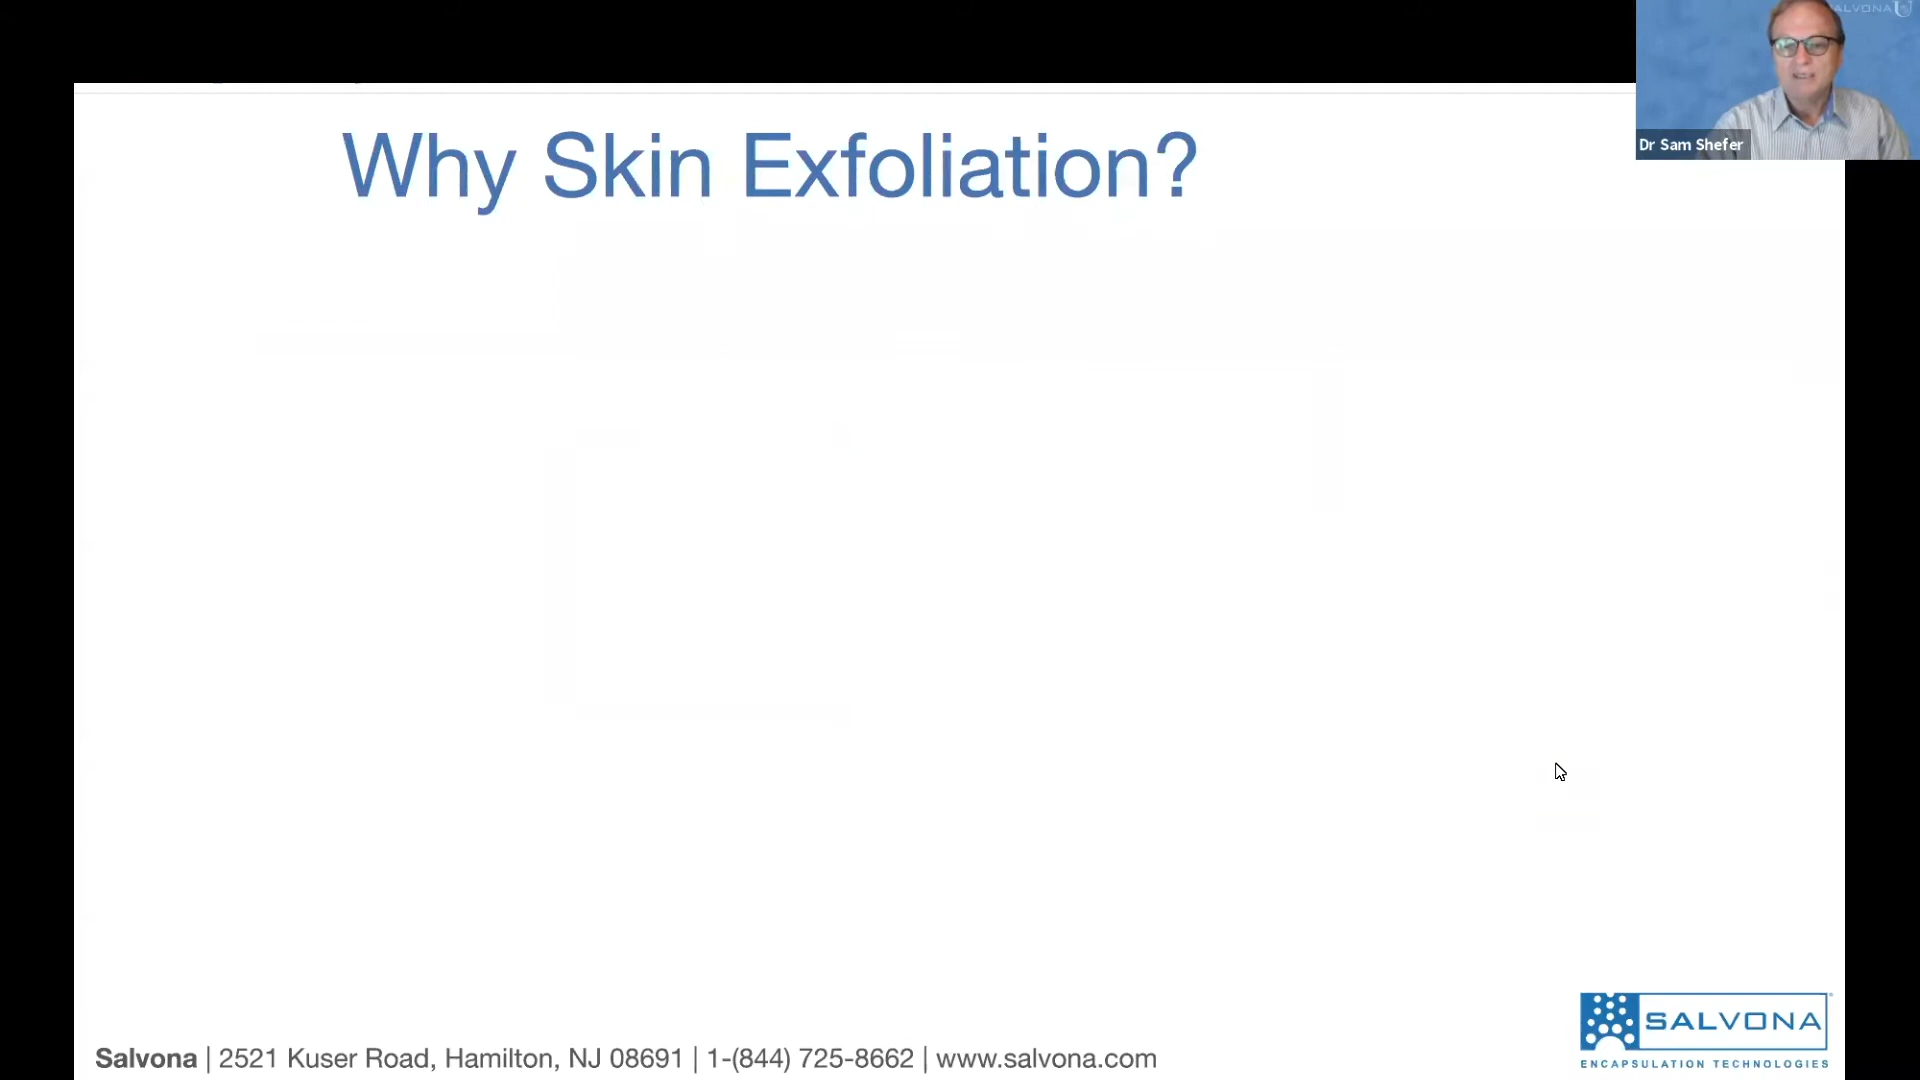 SALVONA
Dr Sam Shefer
Why Skin Exfoliation?
SALVONA®
ENCAPSULATION TECHNOLOGIES
Salvona | 2521 Kuser Road, Hamilton, NJ 08691 | 1-(844) 725-8662 | www.salvona.com